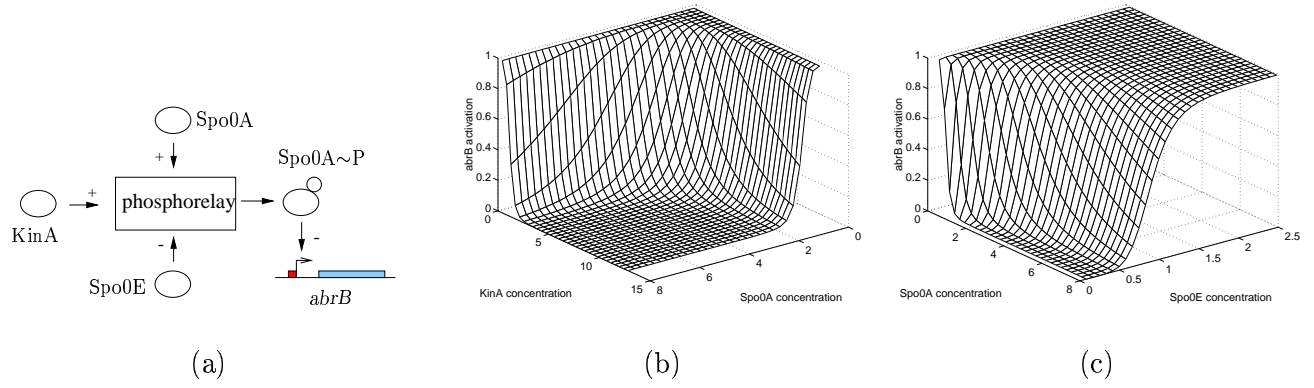 Spo0A
+
Spo0A~P
+
phosphorelay
KinA
-
-
Spo0E
abrB
(a)
1
0.8
0.6
0.4
0.2
0
abrB activation
0
5
10
15
KinA concentration
8
6
4
2
0
Spo0A concentration
(b)
1
0.8
0.6
0.4
0.2
0
abrB activation
0
2
4
6
8
Spo0A concentration
0
0.5
1
1.5
2
2.5
Spo0E concentration
(c)